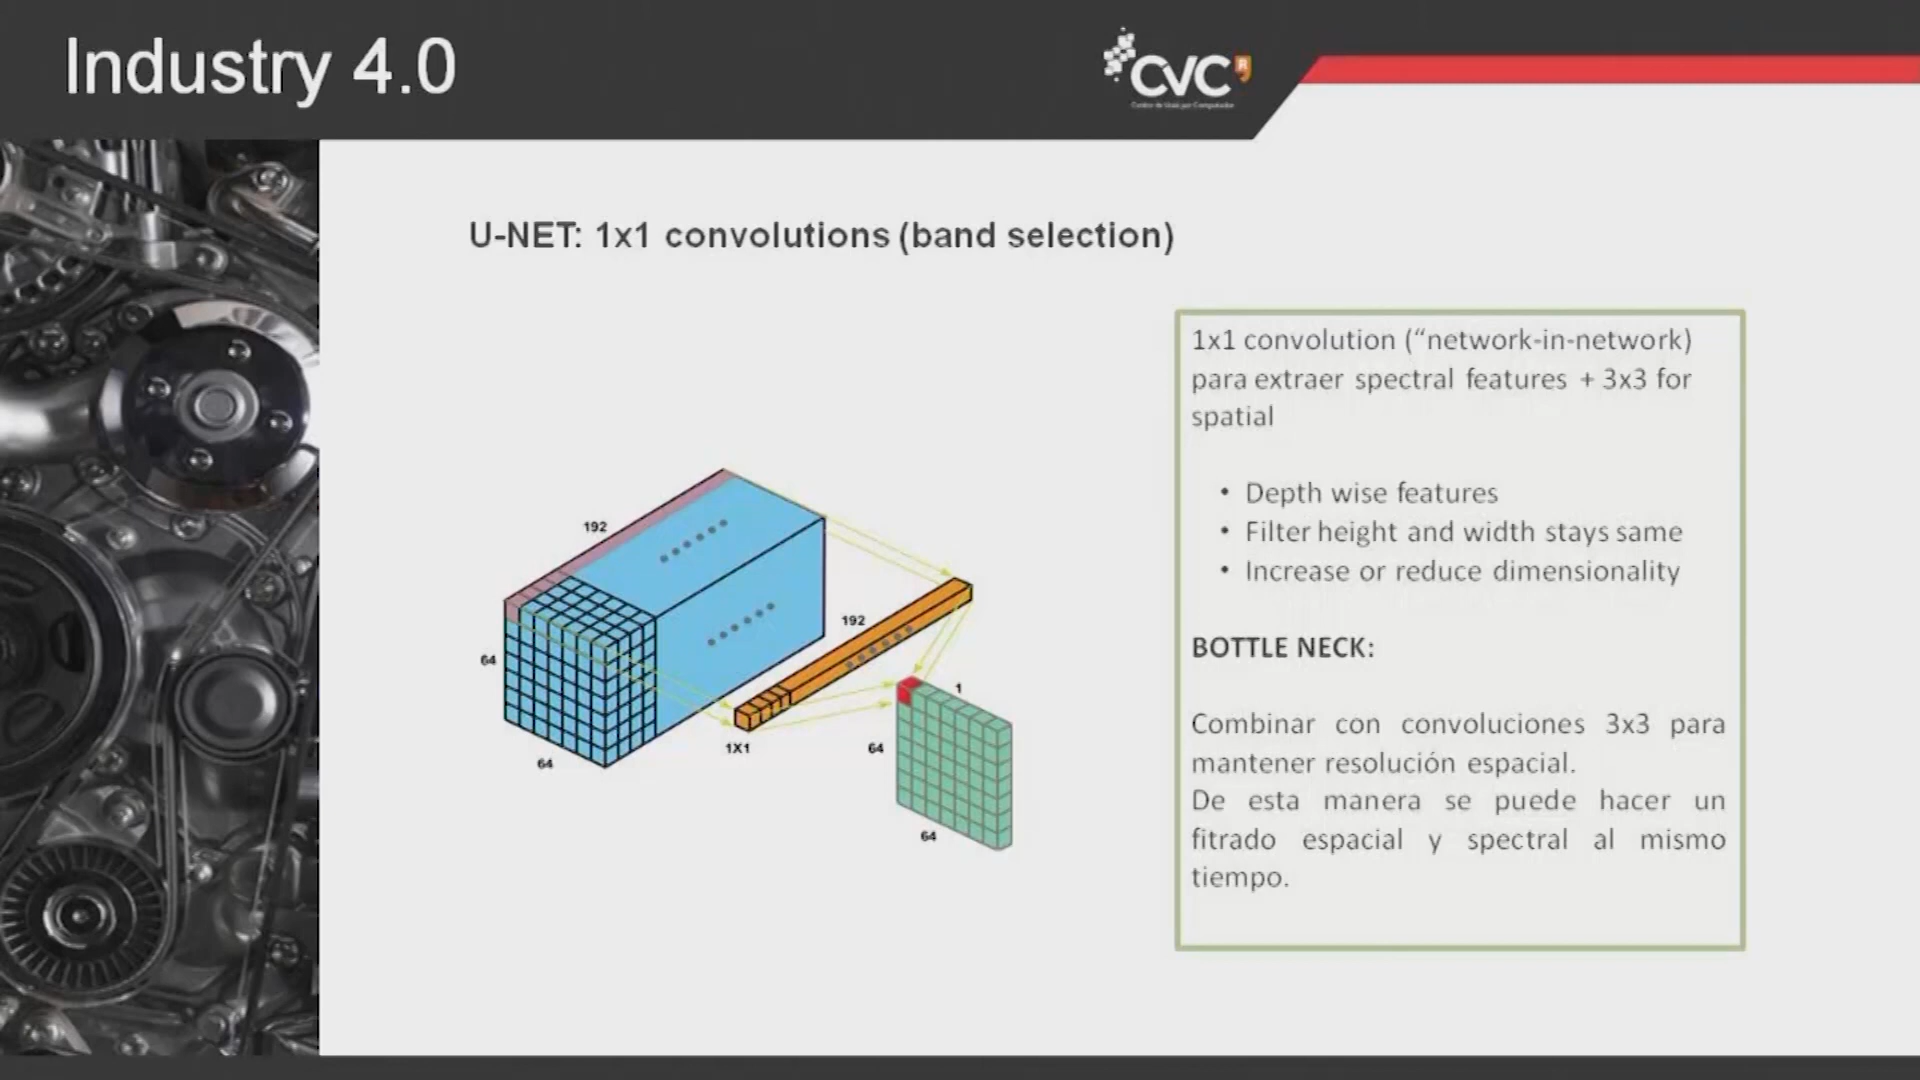 Industry 4.0
CVC
U-NET: 1x1 convolutions (band selection)
192
64
64
192
1X1
1
64
64
1x1 convolution (“network-in-network)
para extraer spectral features + 3x3 for
spatial
• Depth wise features
• Filter height and width stays same
• Increase or reduce dimensionality
BOTTLE NECK:
Combinar con convoluciones 3x3 para
mantener resolución espacial.
De esta manera se puede hacer un
fitrado espacial y spectral al mismo
tiempo.